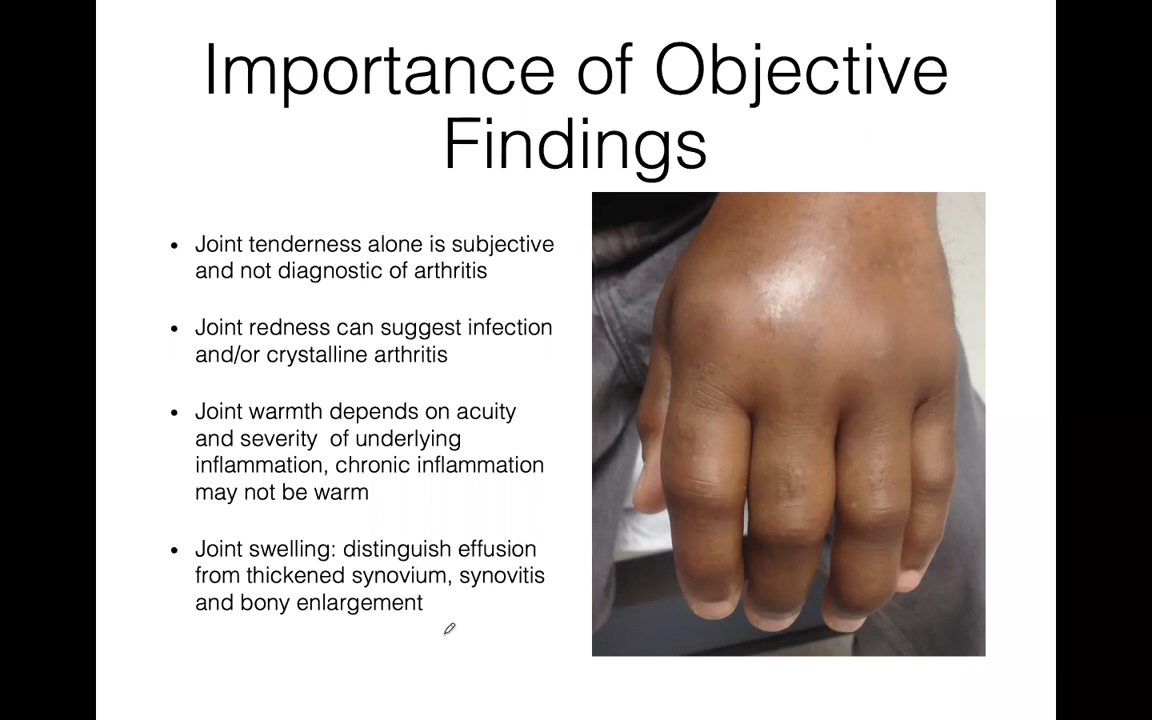 Importance of Objective
Findings
• Joint tenderness alone is subjective
and not diagnostic of arthritis
• Joint redness can suggest infection
and/or crystalline arthritis
• Joint warmth depends on acuity
and severity  of underlying
inflammation, chronic inflammation
may not be warm
• Joint swelling: distinguish effusion
from thickened synovium, synovitis
and bony enlargement